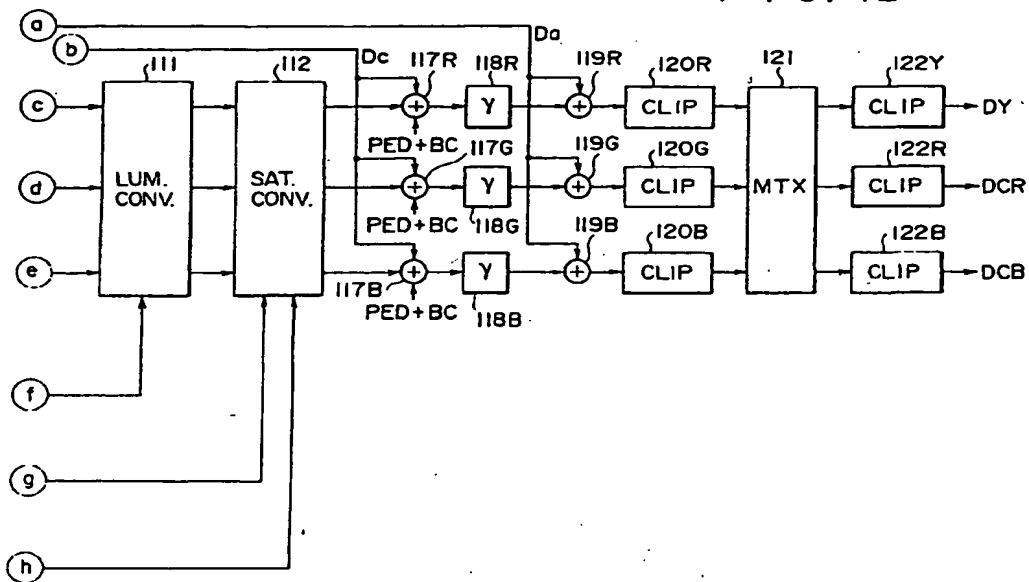 a
b
Dc
Da
111
112
117R
118R
119R
120R
121
122Y
c
LUM. CONV.
SAT. CONV.
γ
CLIP
MTX
CLIP
DY
PED+BC
117G
119G
120G
122R
d
γ
CLIP
CLIP
DCR
PED+BC
118G
119B
120B
122B
e
γ
CLIP
CLIP
DCB
117B
PED+BC
118B
f
g
h